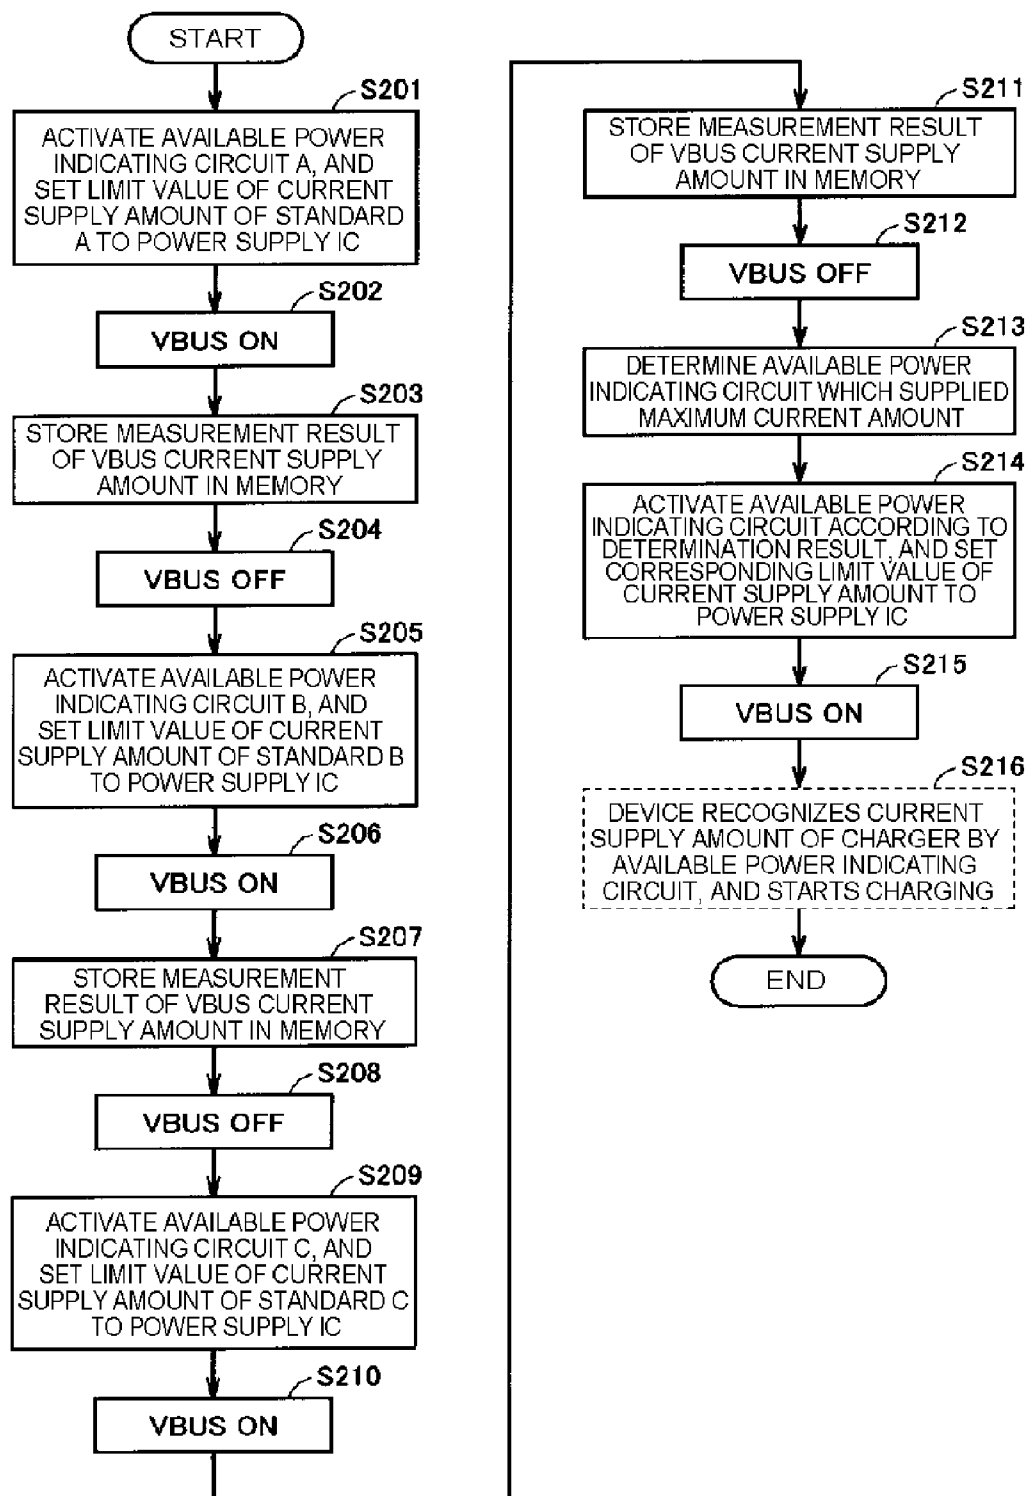 START
S201
ACTIVATE AVAILABLE POWER
INDICATING CIRCUIT A, AND
SET LIMIT VALUE OF CURRENT
SUPPLY AMOUNT OF STANDARD
A TO POWER SUPPLY IC
S202
VBUS ON
S203
STORE MEASUREMENT RESULT
OF VBUS CURRENT SUPPLY
AMOUNT IN MEMORY
S204
VBUS OFF
S205
ACTIVATE AVAILABLE POWER
INDICATING CIRCUIT B, AND
SET LIMIT VALUE OF CURRENT
SUPPLY AMOUNT OF STANDARD B
TO POWER SUPPLY IC
S206
VBUS ON
S207
STORE MEASUREMENT
RESULT OF VBUS CURRENT
SUPPLY AMOUNT IN MEMORY
S208
VBUS OFF
S209
ACTIVATE AVAILABLE POWER
INDICATING CIRCUIT C, AND
SET LIMIT VALUE OF CURRENT
SUPPLY AMOUNT OF STANDARD C
TO POWER SUPPLY IC
S210
VBUS ON
S211
STORE MEASUREMENT RESULT
OF VBUS CURRENT SUPPLY
AMOUNT IN MEMORY
S212
VBUS OFF
S213
DETERMINE AVAILABLE POWER
INDICATING CIRCUIT WHICH SUPPLIED
MAXIMUM CURRENT AMOUNT
S214
ACTIVATE AVAILABLE POWER
INDICATING CIRCUIT ACCORDING TO
DETERMINATION RESULT, AND SET
CORRESPONDING LIMIT VALUE OF
CURRENT SUPPLY AMOUNT TO
POWER SUPPLY IC
S215
VBUS ON
S216
DEVICE RECOGNIZES CURRENT
SUPPLY AMOUNT OF CHARGER BY
AVAILABLE POWER INDICATING
CIRCUIT, AND STARTS CHARGING
END